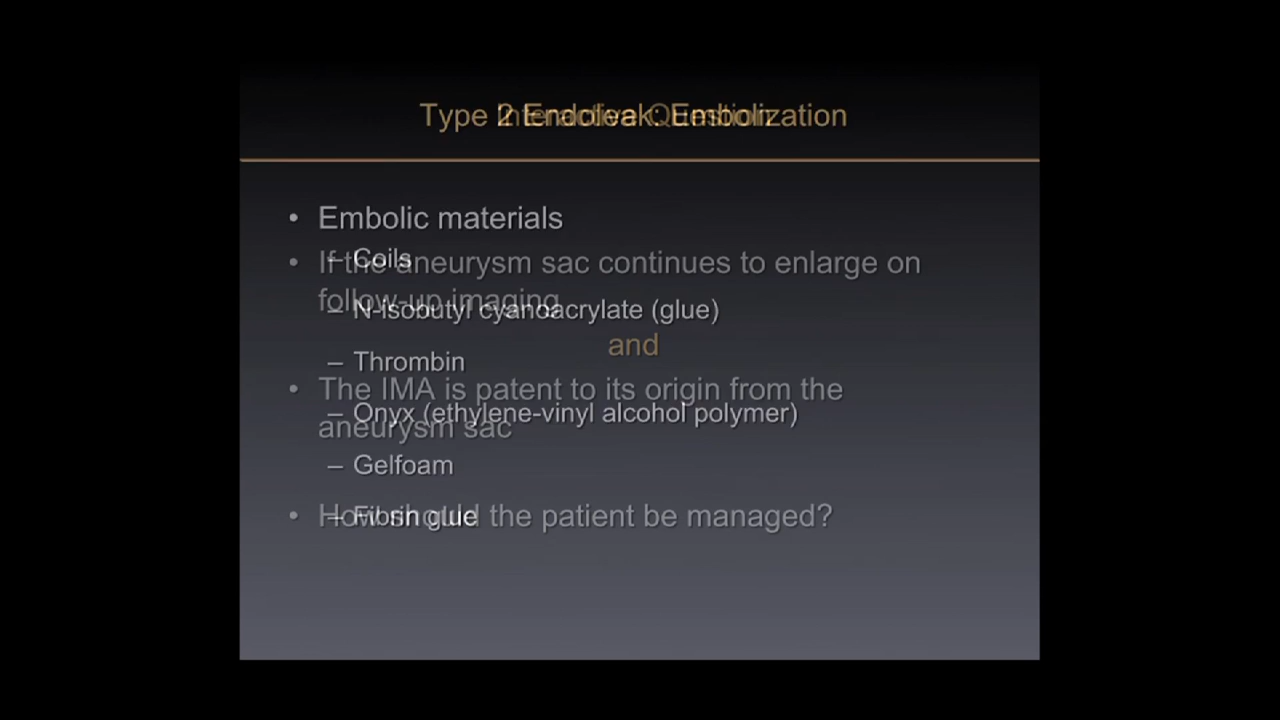 Type 2 Endoleak: Embolization
Interactive Question
• Embolic materials
– Coils
• If the aneurysm sac continues to enlarge on
follow-up imaging
– N-isobutyl cyanoacrylate (glue)
and
– Thrombin
• The IMA is patent to its origin from the
– Onyx (ethylene-vinyl alcohol polymer)
aneurysm sac
– Gelfoam
• How should the patient be managed?
– Fibrin glue